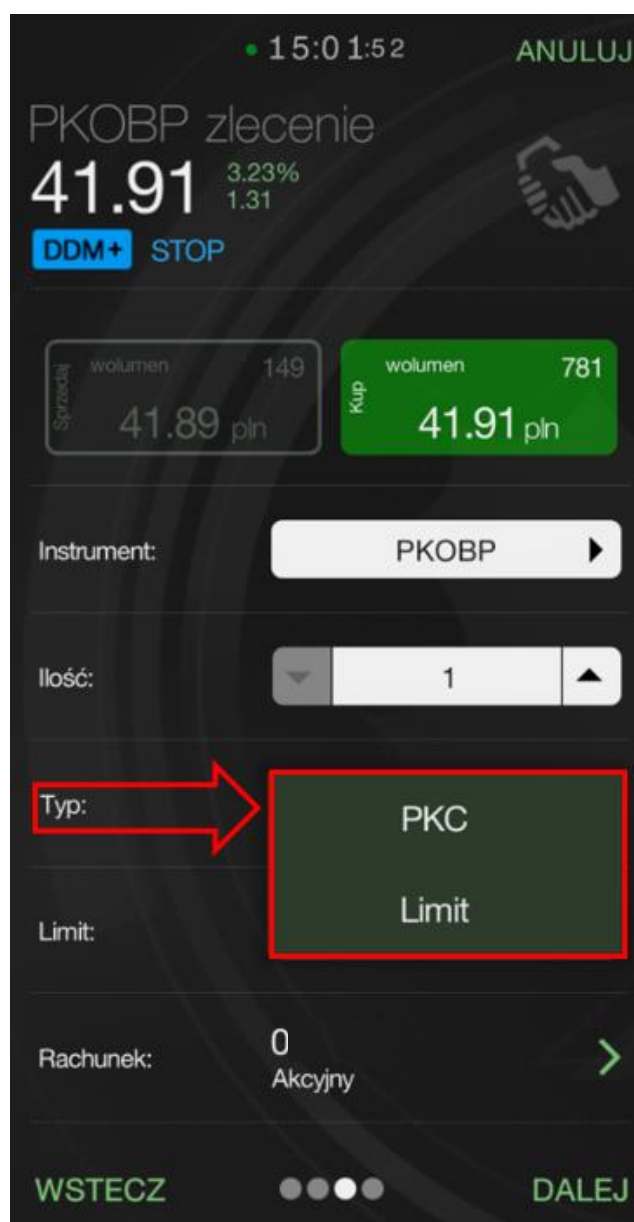 15:01:52 ANULUJ
PKOBP zlecenie
41.91 3.23%
1.31
DDM+ STOP
Sprzedaj wolumen 149
41.89 pln
Kup wolumen 781
41.91 pln
Instrument: PKOBP
Ilość: 1
Typ: PKC
Limit
Limit:
Rachunek: 0
Akcyjny
WSTECZ DALEJ